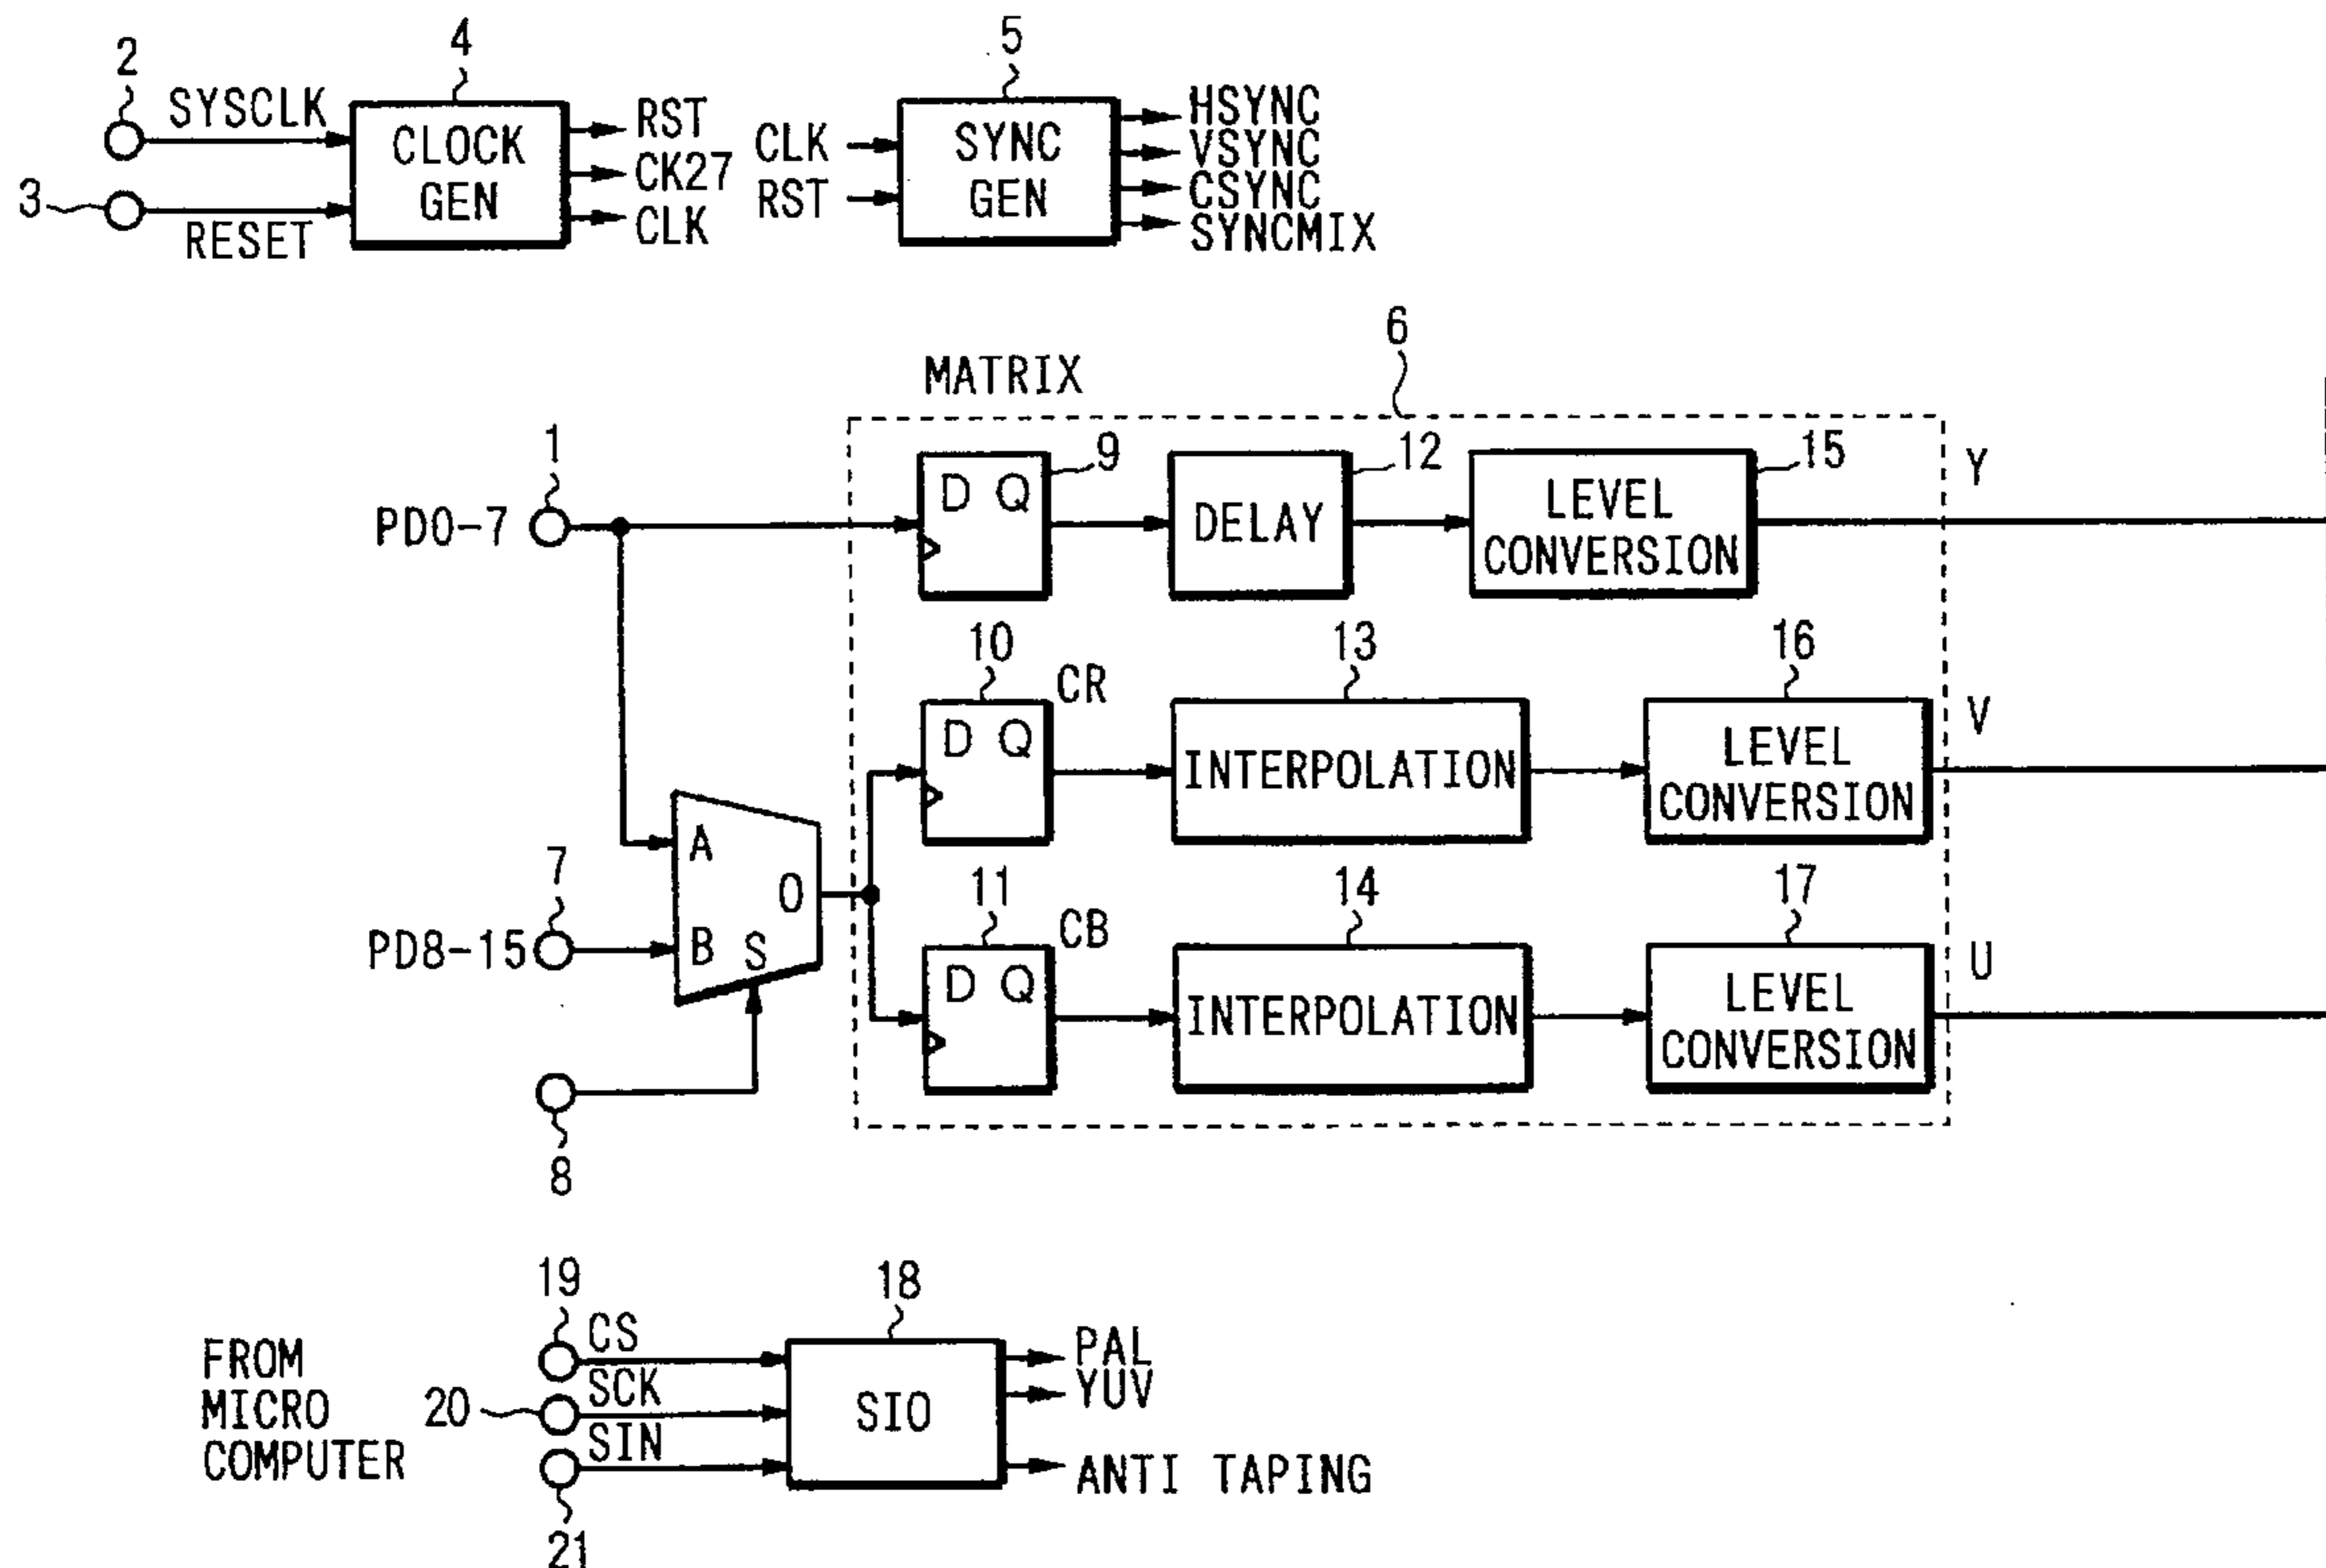 2
SYSCLK
3
RESET
4
CLOCK
GEN
RST
CK27
CLK
5
CLK
RST
SYNC
GEN
HSYNC
VSYNC
CSYNC
SYNCMIX
6
MATRIX
1
PD0-7
9
D Q
12
DELAY
15
LEVEL
CONVERSION
Y
10
D Q
CR
13
INTERPOLATION
16
LEVEL
CONVERSION
V
7
PD8-15
A
B
S
O
8
11
D Q
CB
14
INTERPOLATION
17
LEVEL
CONVERSION
U
FROM
MICRO
COMPUTER
19
CS
20
SCK
SIN
21
18
SIO
PAL
YUV
ANTI TAPING